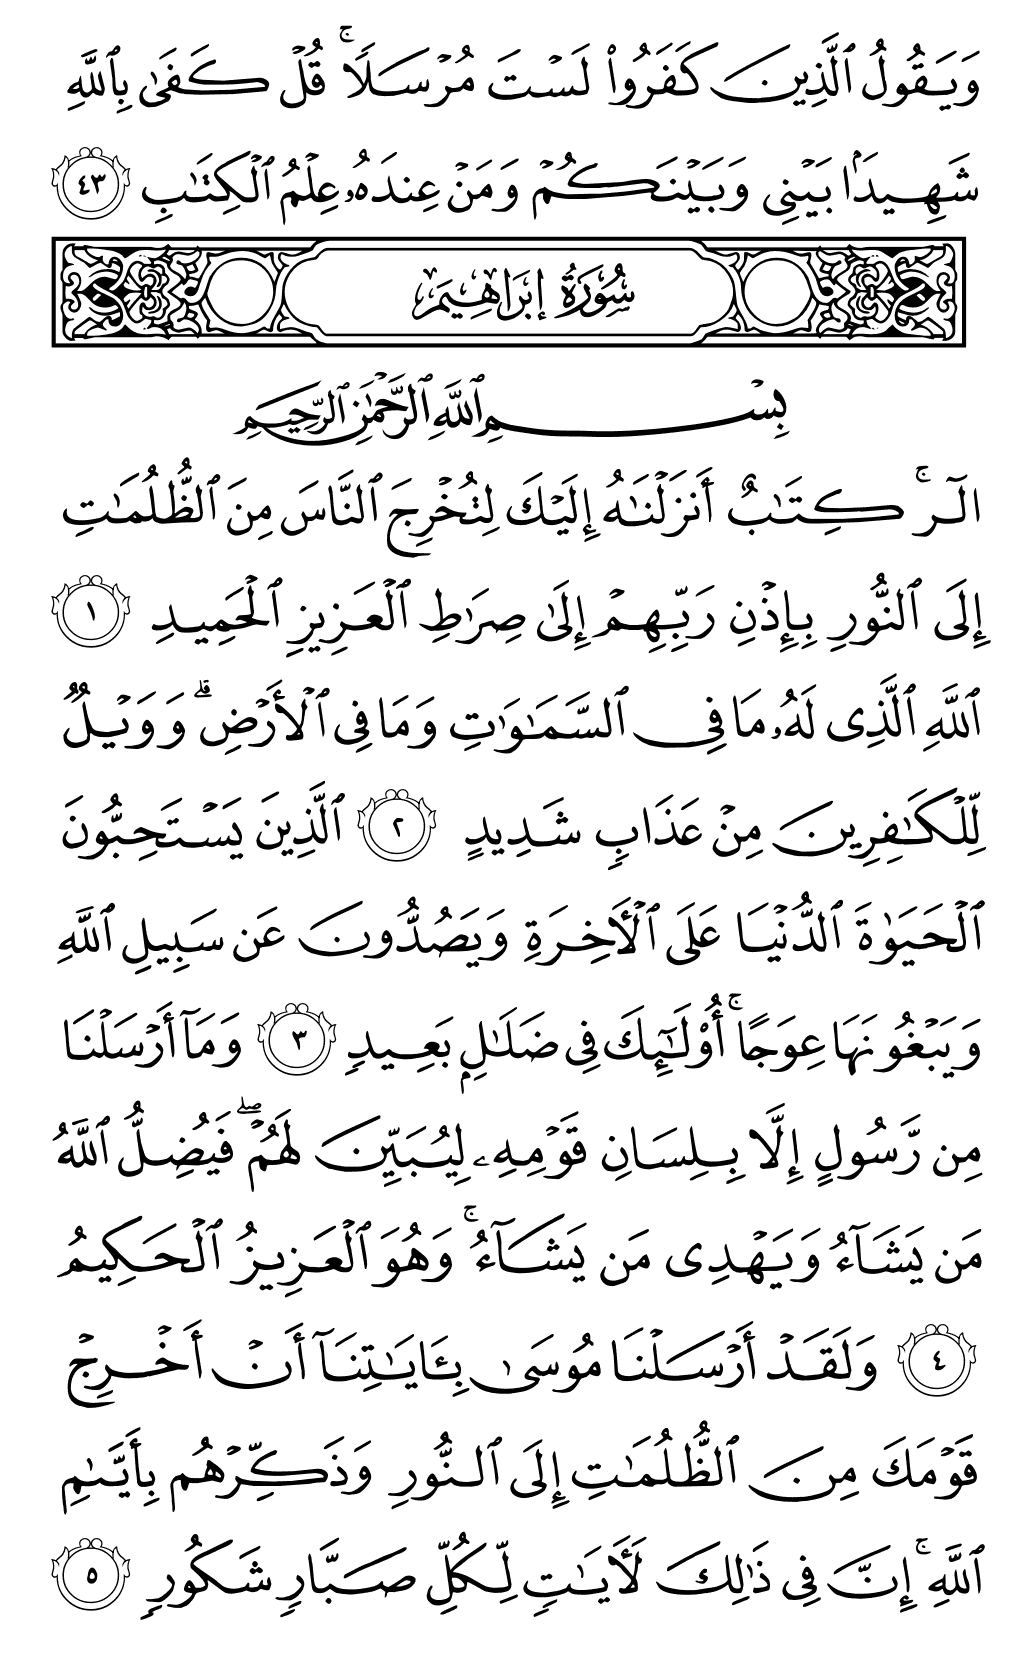 وَيَقُولُ ٱلَّذِينَ كَفَرُوا۟ لَسْتَ مُرْسَلًا ۚ قُلْ كَفَىٰ بِٱللَّهِ
شَهِيدًۢا بَيْنِى وَبَيْنَكُمْ وَمَنْ عِندَهُۥ عِلْمُ ٱلْكِتَـٰبِ ٤٣
سُورَةُ إِبْرَاهِيمَ
بِسْمِ ٱللَّهِ ٱلرَّحْمَـٰنِ ٱلرَّحِيمِ
الٓر ۚ كِتَـٰبٌ أَنزَلْنَـٰهُ إِلَيْكَ لِتُخْرِجَ ٱلنَّاسَ مِنَ ٱلظُّلُمَـٰتِ
إِلَى ٱلنُّورِ بِإِذْنِ رَبِّهِمْ إِلَىٰ صِرَٰطِ ٱلْعَزِيزِ ٱلْحَمِيدِ ١
ٱللَّهِ ٱلَّذِى لَهُۥ مَا فِى ٱلسَّمَـٰوَٰتِ وَمَا فِى ٱلْأَرْضِ ۗ وَوَيْلٌ
لِّلْكَـٰفِرِينَ مِنْ عَذَابٍ شَدِيدٍ ٢ ٱلَّذِينَ يَسْتَحِبُّونَ
ٱلْحَيَوٰةَ ٱلدُّنْيَا عَلَى ٱلْـَٔاخِرَةِ وَيَصُدُّونَ عَن سَبِيلِ ٱللَّهِ
وَيَبْغُونَهَا عِوَجًا ۚ أُو۟لَـٰٓئِكَ فِى ضَلَـٰلٍۭ بَعِيدٍ ٣ وَمَآ أَرْسَلْنَا
مِن رَّسُولٍ إِلَّا بِلِسَانِ قَوْمِهِۦ لِيُبَيِّنَ لَهُمْ ۖ فَيُضِلُّ ٱللَّهُ
مَن يَشَآءُ وَيَهْدِى مَن يَشَآءُ ۚ وَهُوَ ٱلْعَزِيزُ ٱلْحَكِيمُ
٤ وَلَقَدْ أَرْسَلْنَا مُوسَىٰ بِـَٔايَـٰتِنَآ أَنْ أَخْرِجْ
قَوْمَكَ مِنَ ٱلظُّلُمَـٰتِ إِلَى ٱلنُّورِ وَذَكِّرْهُم بِأَيَّىٰمِ
ٱللَّهِ ۚ إِنَّ فِى ذَٰلِكَ لَـَٔايَـٰتٍ لِّكُلِّ صَبَّارٍ شَكُورٍ ٥